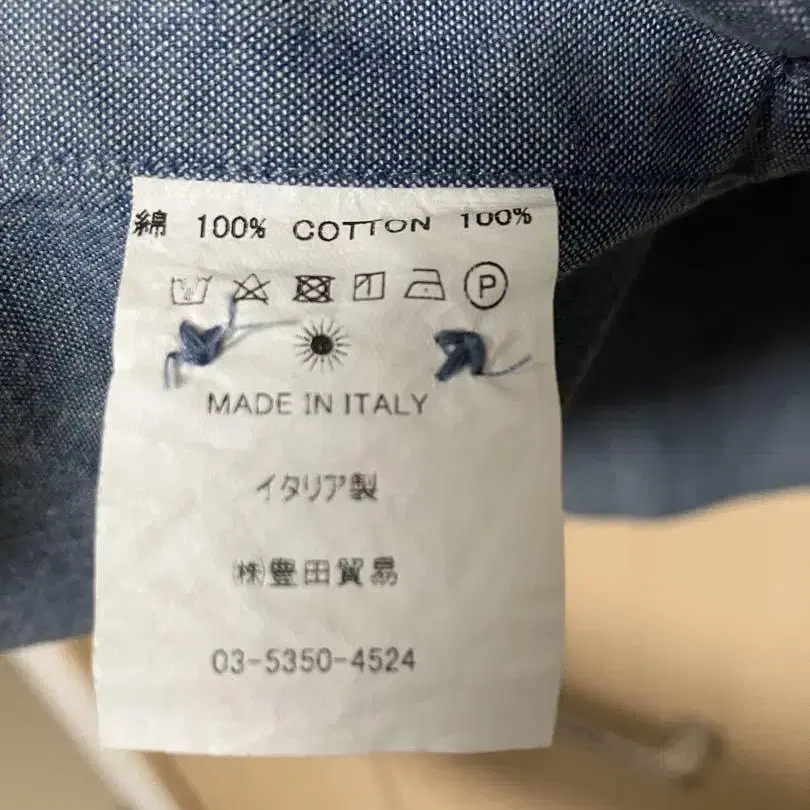 綿 100% COTTON 100%
P
MADE IN ITALY
イタリア製
㈱豊田貿易
03-5350-4524